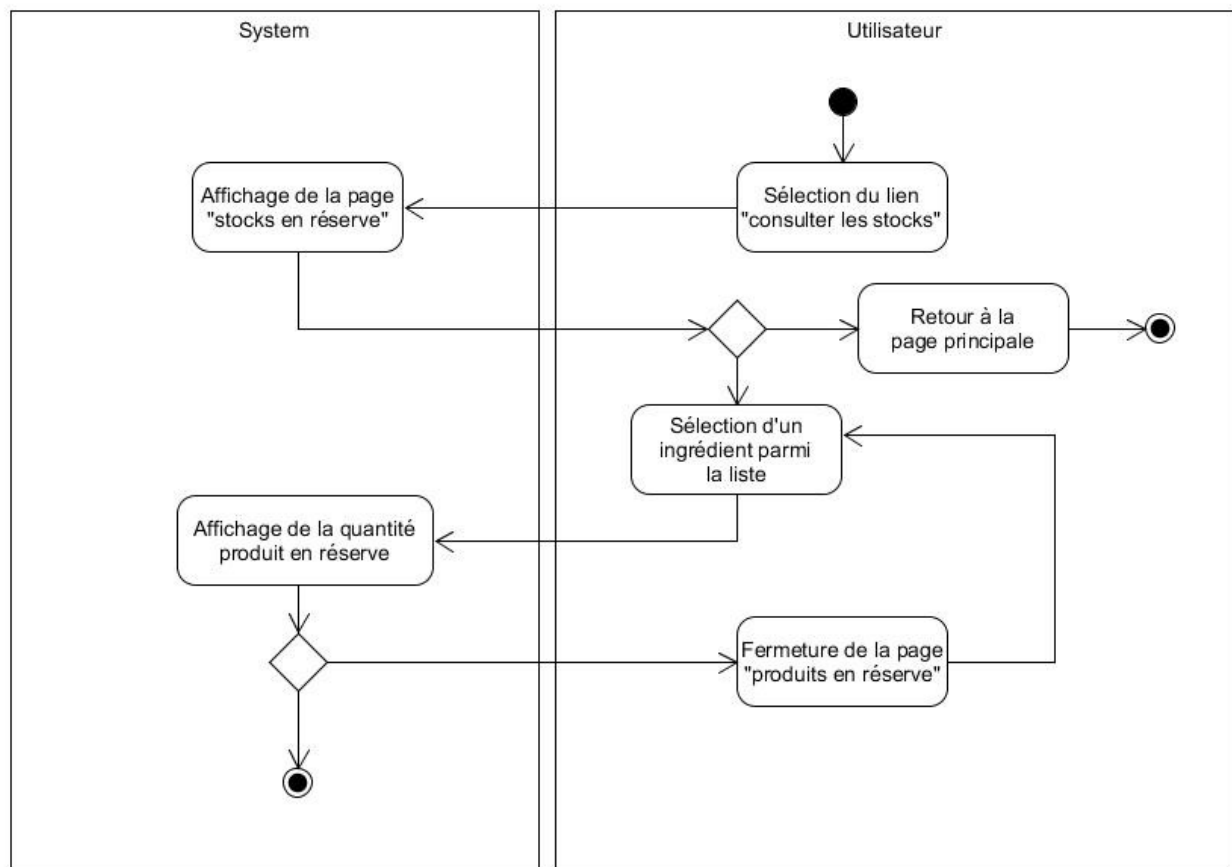 System
Utilisateur
Affichage de la page
"stocks en réserve"
Sélection du lien
"consulter les stocks"
Retour à la
page principale
Sélection d'un
ingrédient parmi
la liste
Affichage de la quantité
produit en réserve
Fermeture de la page
"produits en réserve"